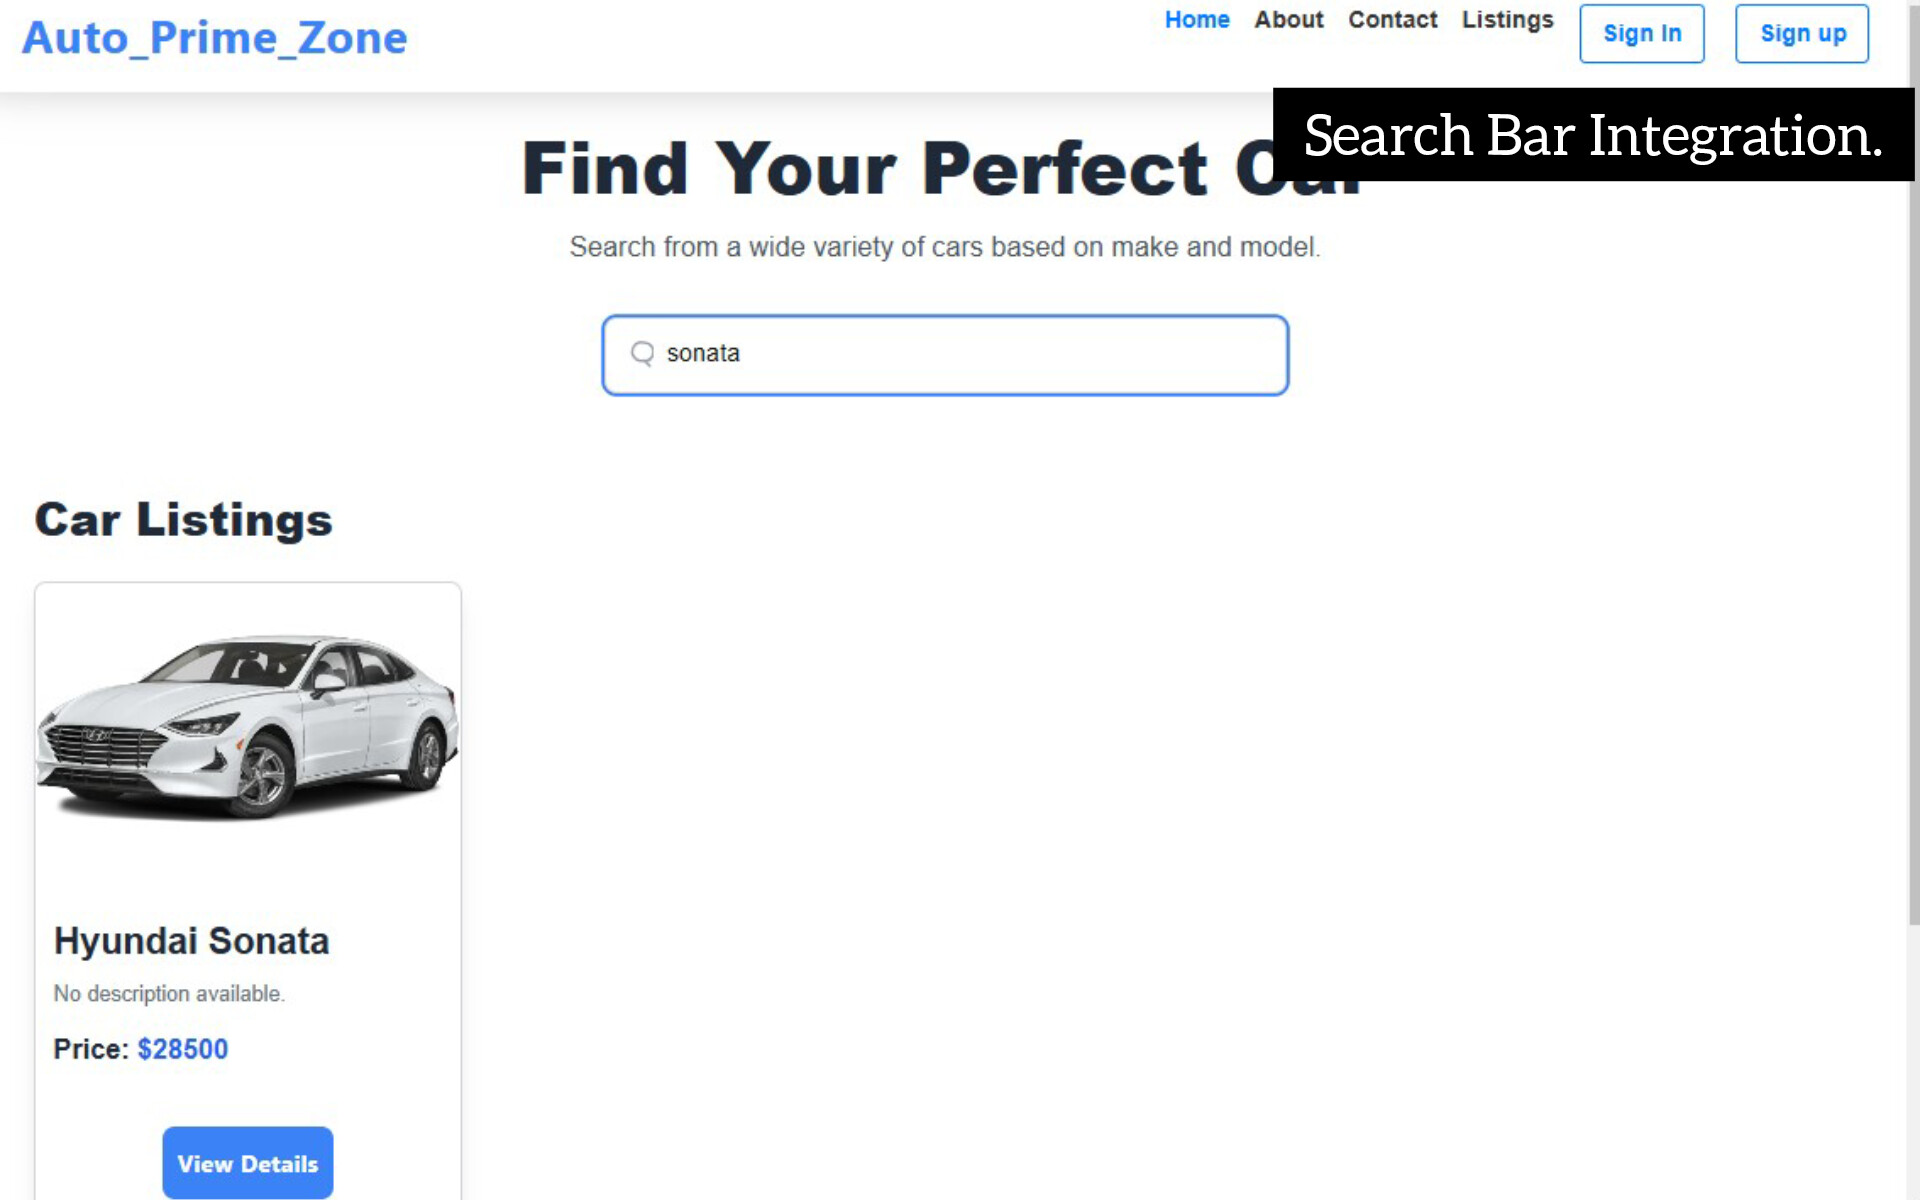 Auto_Prime_Zone
Home About Contact Listings Sign In Sign up
Search Bar Integration.
Find Your Perfect Car
Search from a wide variety of cars based on make and model.
sonata
Car Listings
Hyundai Sonata
No description available.
Price: $28500
View Details